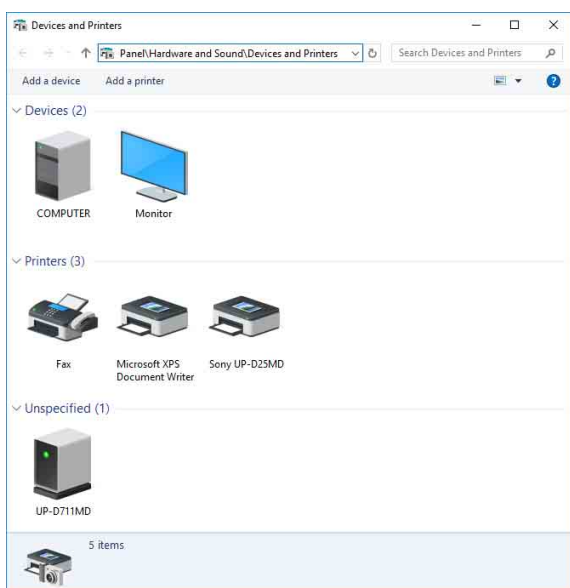 Devices and Printers
Panel\Hardware and Sound\Devices and Printers
Search Devices and Printers
Add a device Add a printer
?
Devices (2)
COMPUTER Monitor
Printers (3)
Fax Microsoft XPS Sony UP-D25MD
Document Writer
Unspecified (1)
UP-D711MD
5 items